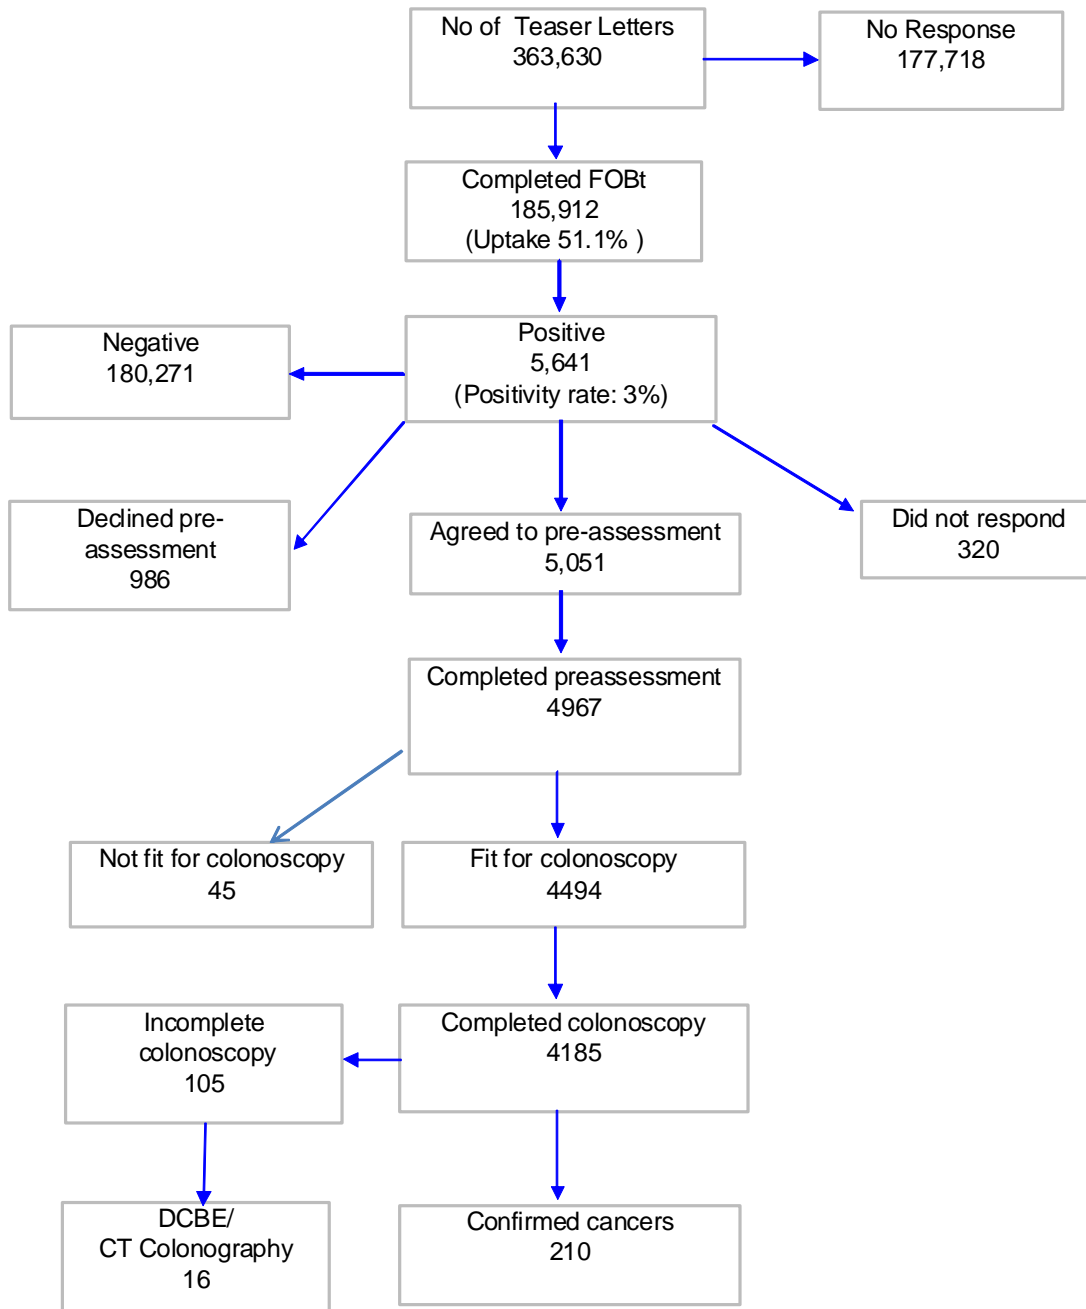 No of Teaser Letters
363,630
No Response
177,718
Completed FOBt
185,912
(Uptake 51.1% )
Positive
5,641
(Positivity rate: 3%)
Negative
180,271
Declined pre-
assessment
986
Agreed to pre-assessment
5,051
Did not respond
320
Completed preassessment
4967
Not fit for colonoscopy
45
Fit for colonoscopy
4494
Incomplete
colonoscopy
105
Completed colonoscopy
4185
DCBE/
CT Colonography
16
Confirmed cancers
210